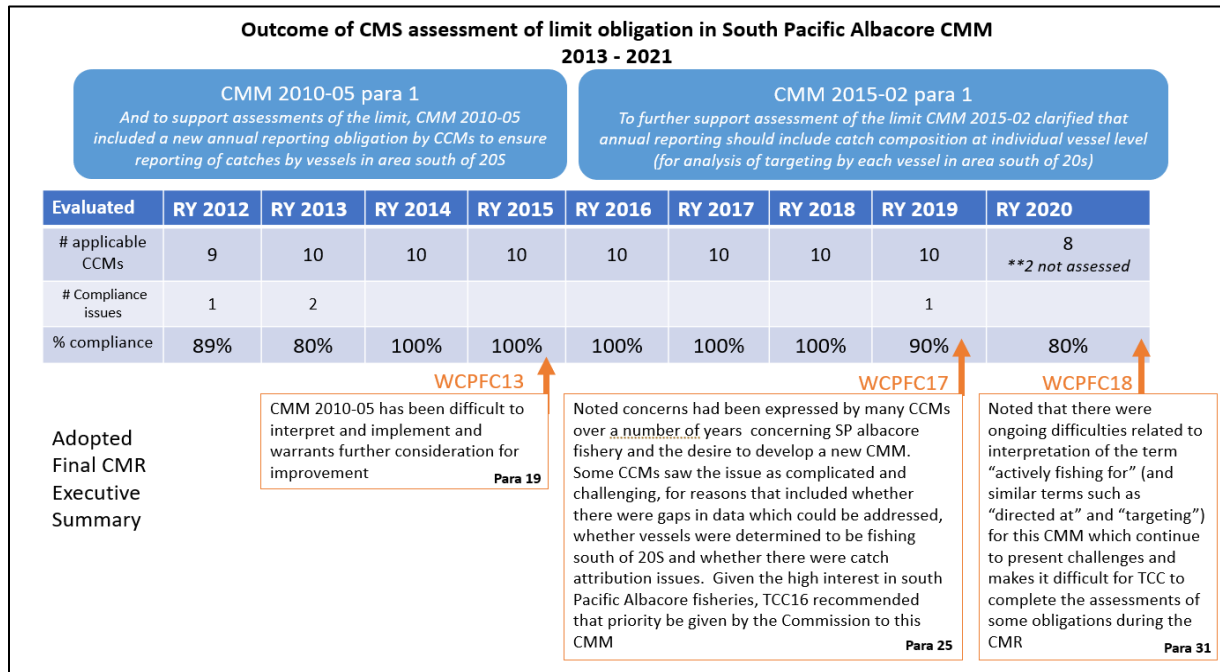 Outcome of CMS assessment of limit obligation in South Pacific Albacore CMM
2013 - 2021
CMM 2010-05 para 1
And to support assessments of the limit, CMM 2010-05
included a new annual reporting obligation by CCMs to ensure
reporting of catches by vessels in area south of 20S
CMM 2015-02 para 1
To further support assessment of the limit CMM 2015-02 clarified that
annual reporting should include catch composition at individual vessel level
(for analysis of targeting by each vessel in area south of 20s)
Evaluated RY 2012 RY 2013 RY 2014 RY 2015 RY 2016 RY 2017 RY 2018 RY 2019 RY 2020
# applicable
CCMs
9 10 10 10 10 10 10 10 8
**2 not assessed
# Compliance
issues
1 2 1
% compliance 89% 80% 100% 100% 100% 100% 100% 90% 80%
WCPFC13 WCPFC17 WCPFC18
Adopted
Final CMR
Executive
Summary
CMM 2010-05 has been difficult to
interpret and implement and
warrants further consideration for
improvement
Para 19
Noted concerns had been expressed by many CCMs
over a number of years concerning SP albacore
fishery and the desire to develop a new CMM.
Some CCMs saw the issue as complicated and
challenging, for reasons that included whether
there were gaps in data which could be addressed,
whether vessels were determined to be fishing
south of 20S and whether there were catch
attribution issues. Given the high interest in south
Pacific Albacore fisheries, TCC16 recommended
that priority be given by the Commission to this
CMM
Para 25
Noted that there were
ongoing difficulties related to
interpretation of the term
“actively fishing for” (and
similar terms such as
“directed at” and “targeting”)
for this CMM which continue
to present challenges and
makes it difficult for TCC to
complete the assessments of
some obligations during the
CMR
Para 31